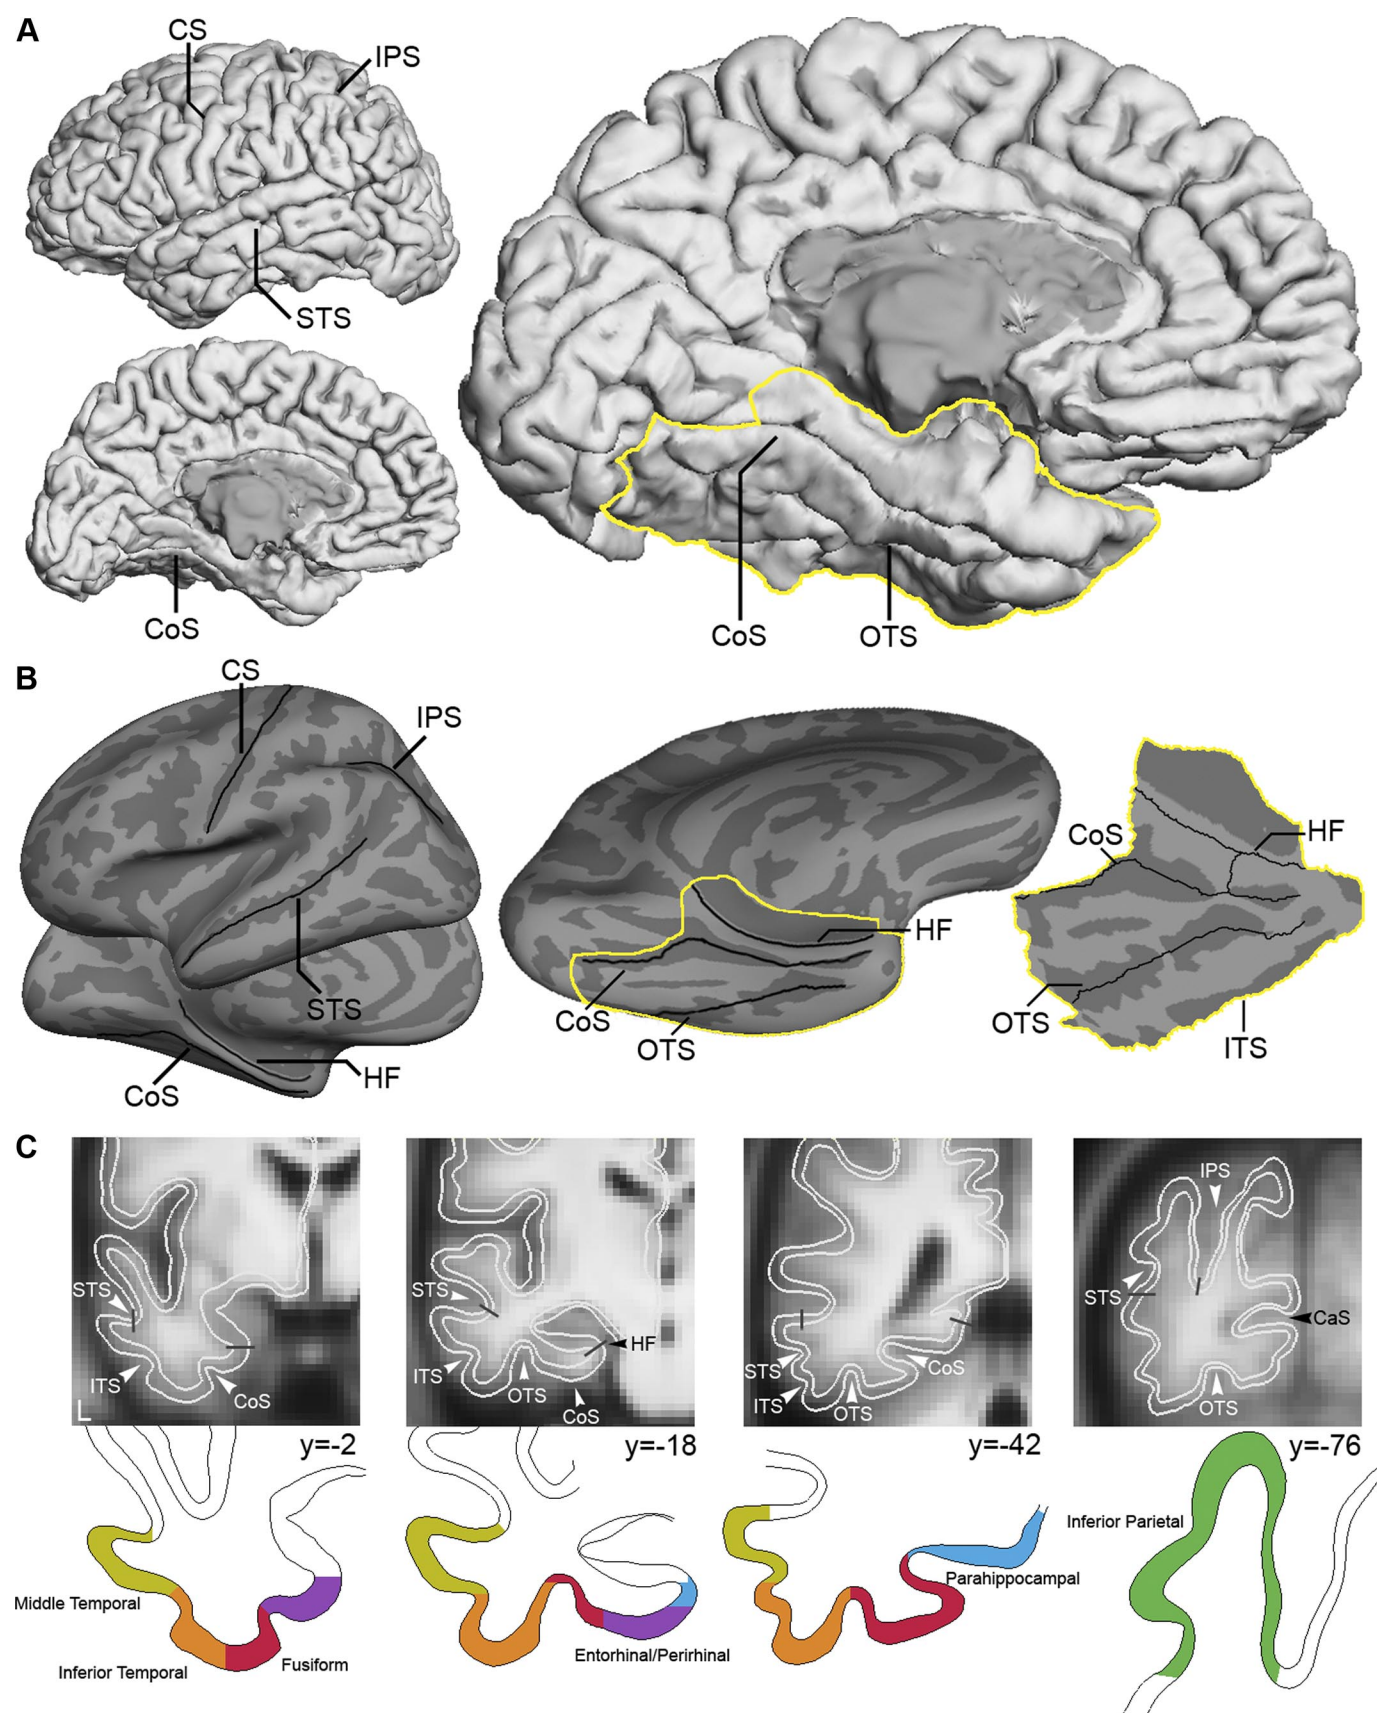 A
CS
IPS
STS
CoS
CoS
OTS
B
CS
IPS
STS
CoS
HF
HF
CoS
OTS
CoS
HF
OTS
ITS
C
STS
ITS
CoS
L
y=-2
STS
ITS
OTS
CoS
HF
y=-18
STS
ITS
OTS
CoS
y=-42
IPS
STS
CaS
OTS
y=-76
Middle Temporal
Inferior Temporal
Fusiform
Entorhinal/Perirhinal
Parahippocampal
Inferior Parietal